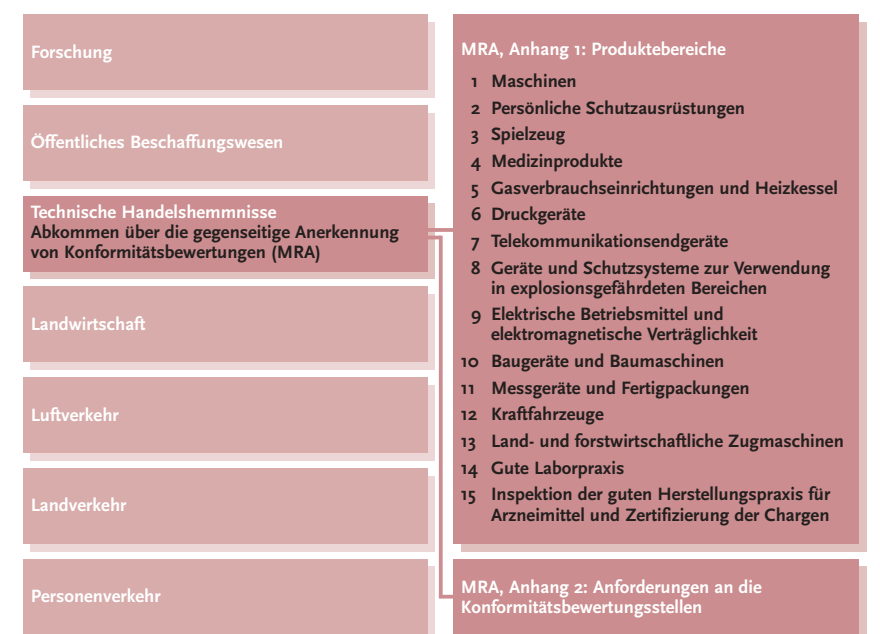 Forschung
Öffentliches Beschaffungswesen
Technische Handelshemmnisse
Abkommen über die gegenseitige Anerkennung
von Konformitätsbewertungen (MRA)
Landwirtschaft
Luftverkehr
Landverkehr
Personenverkehr
MRA, Anhang 1: Produktebereiche
1 Maschinen
2 Persönliche Schutzausrüstungen
3 Spielzeug
4 Medizinprodukte
5 Gasverbrauchseinrichtungen und Heizkessel
6 Druckgeräte
7 Telekommunikationsendgeräte
8 Geräte und Schutzsysteme zur Verwendung
in explosionsgefährdeten Bereichen
9 Elektrische Betriebsmittel und
elektromagnetische Verträglichkeit
10 Baugeräte und Baumaschinen
11 Messgeräte und Fertigpackungen
12 Kraftfahrzeuge
13 Land- und forstwirtschaftliche Zugmaschinen
14 Gute Laborpraxis
15 Inspektion der guten Herstellungspraxis für
Arzneimittel und Zertifizierung der Chargen
MRA, Anhang 2: Anforderungen an die
Konformitätsbewertungsstellen